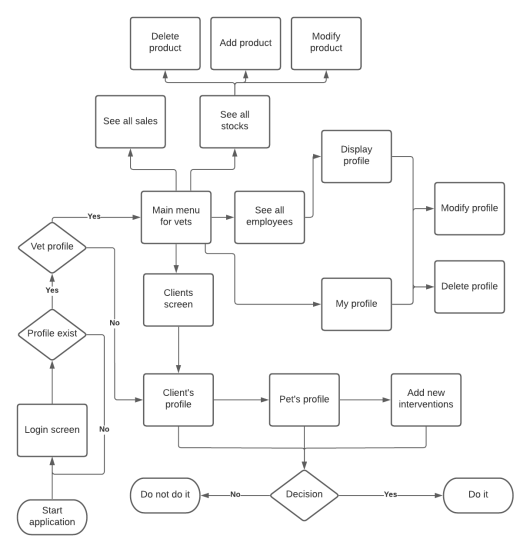 Delete
product
Add product
Modify
product
See all sales
See all
stocks
Display
profile
Main menu
for vets
See all
employees
Modify profile
Yes
Vet profile
Clients
screen
My profile
Delete profile
Yes
No
Profile exist
Client's
profile
Pet's profile
Add new
interventions
Login screen
No
Do not do it
No
Decision
Yes
Do it
Start
application